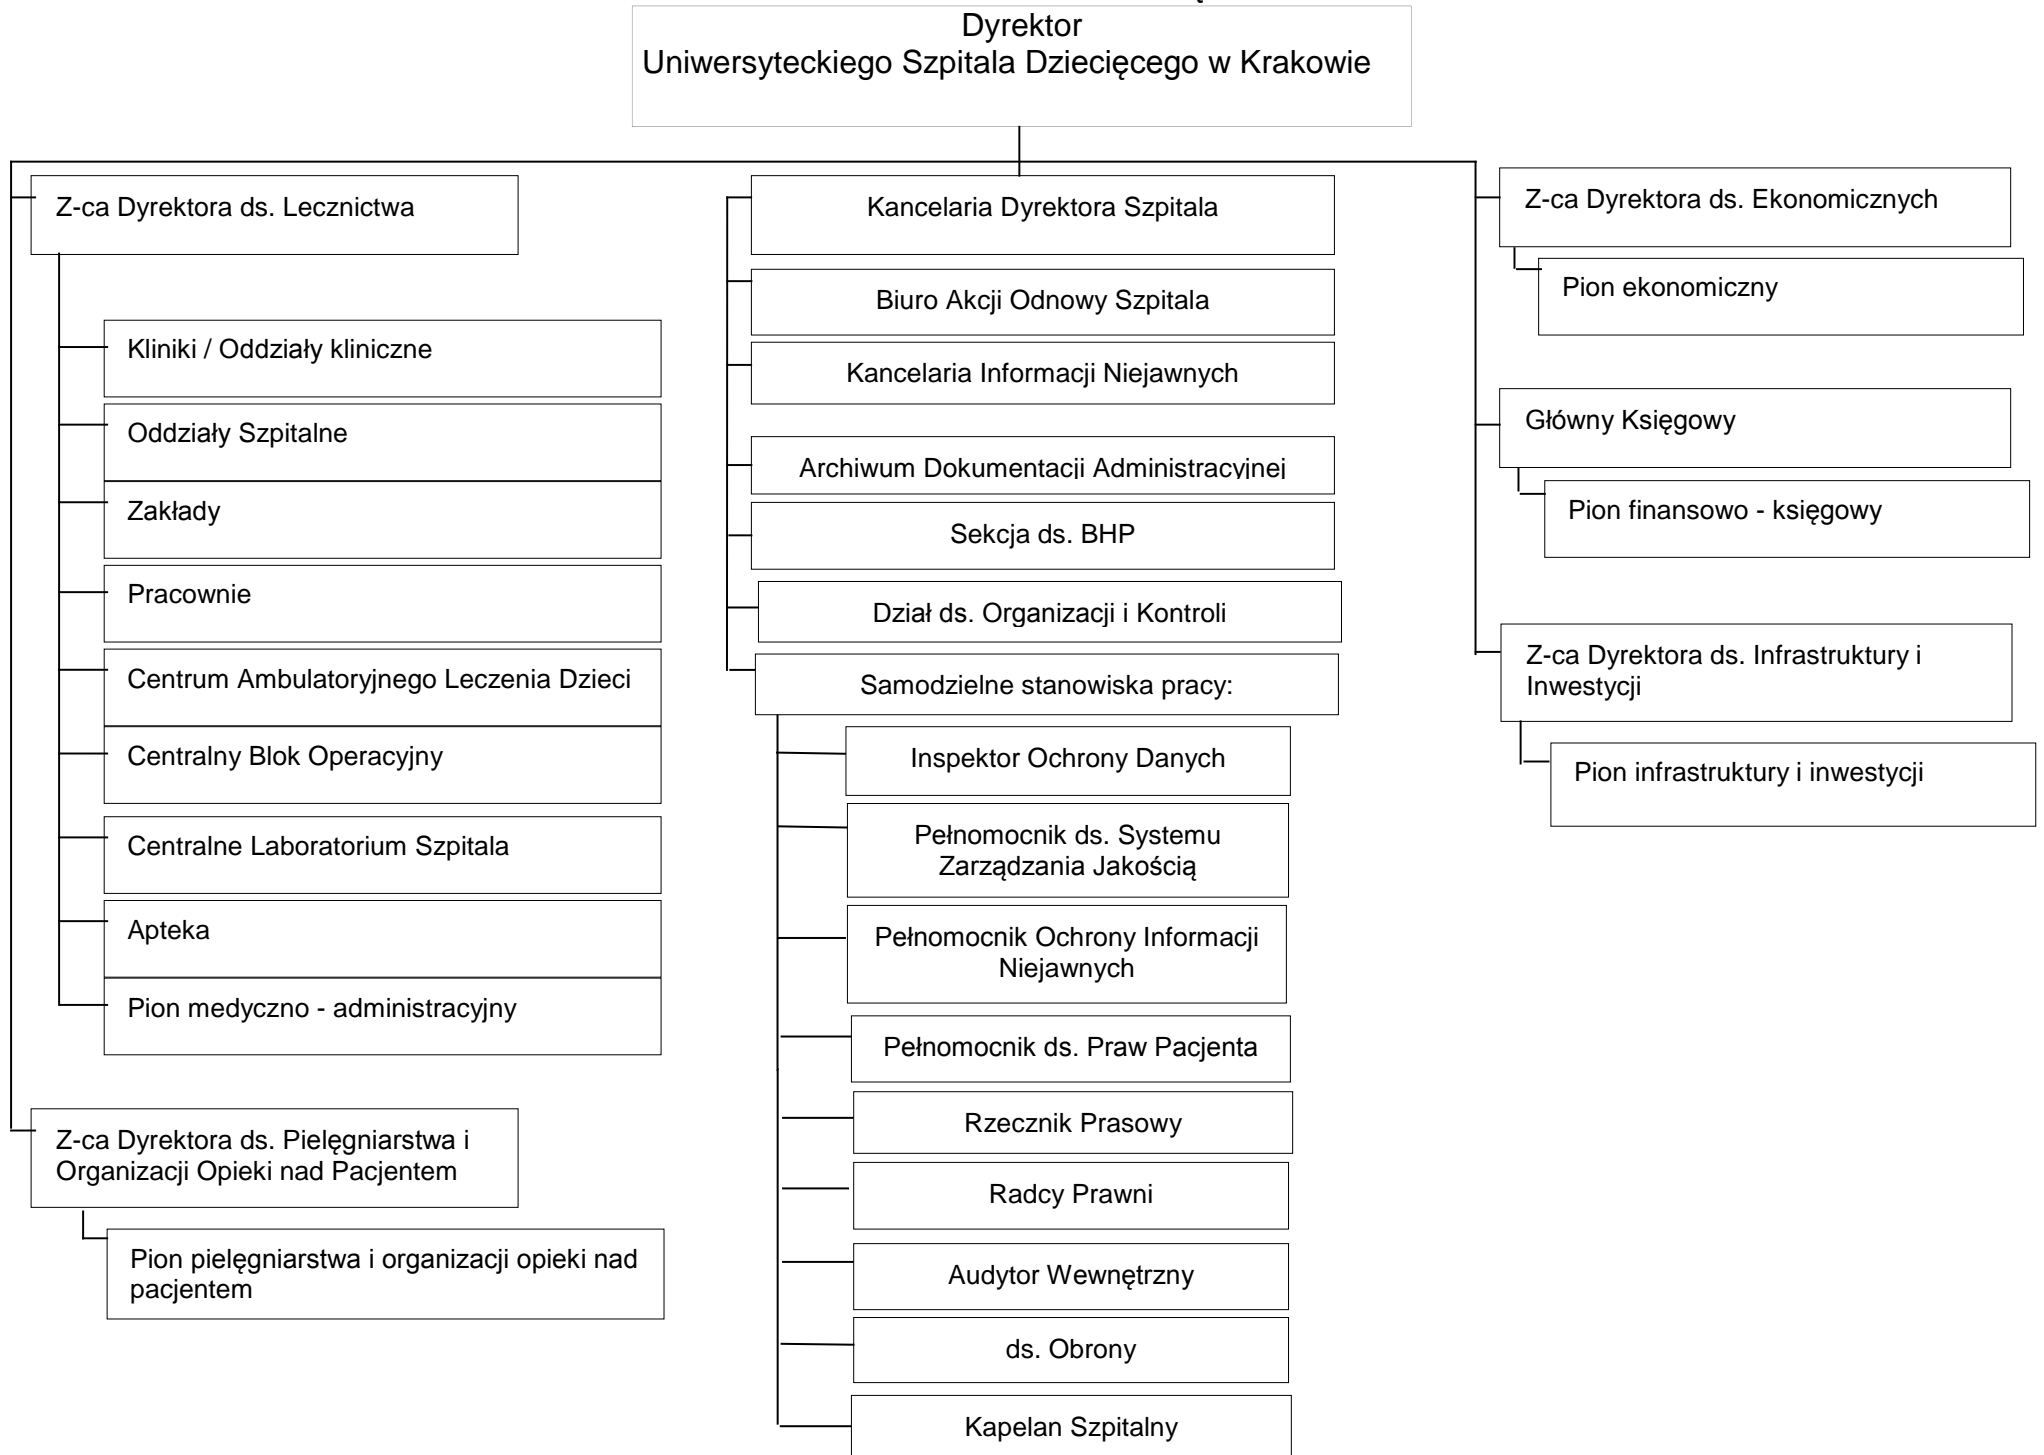 Dyrektor
Uniwersyteckiego Szpitala Dziecięcego w Krakowie
Z-ca Dyrektora ds. Lecznictwa
Kliniki / Oddziały kliniczne
Oddziały Szpitalne
Zakłady
Pracownie
Centrum Ambulatoryjnego Leczenia Dzieci
Centralny Blok Operacyjny
Centralne Laboratorium Szpitala
Apteka
Pion medyczno - administracyjny
Z-ca Dyrektora ds. Pielęgniarstwa i
Organizacji Opieki nad Pacjentem
Pion pielęgniarstwa i organizacji opieki nad
pacjentem
Kancelaria Dyrektora Szpitala
Biuro Akcji Odnowy Szpitala
Kancelaria Informacji Niejawnych
Archiwum Dokumentacji Administracyjnej
Sekcja ds. BHP
Dział ds. Organizacji i Kontroli
Samodzielne stanowiska pracy:
Inspektor Ochrony Danych
Pełnomocnik ds. Systemu
Zarządzania Jakością
Pełnomocnik Ochrony Informacji
Niejawnych
Pełnomocnik ds. Praw Pacjenta
Rzecznik Prasowy
Radcy Prawni
Audytor Wewnętrzny
ds. Obrony
Kapelan Szpitalny
Z-ca Dyrektora ds. Ekonomicznych
Pion ekonomiczny
Główny Księgowy
Pion finansowo - księgowy
Z-ca Dyrektora ds. Infrastruktury i
Inwestycji
Pion infrastruktury i inwestycji